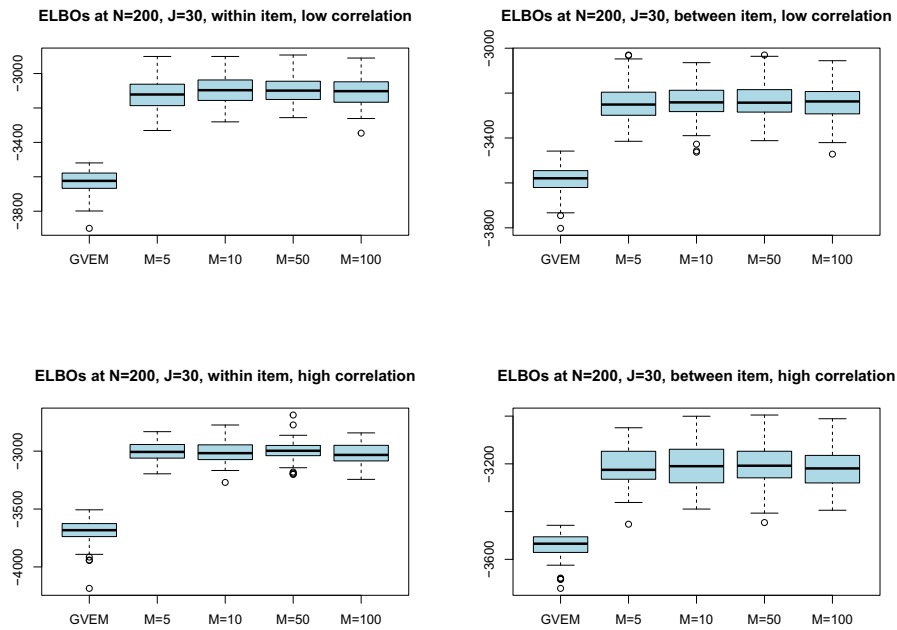 ELBOs at N=200, J=30, within item, low correlation
−3000
−3400
−3800
GVEM M=5 M=10 M=50 M=100
ELBOs at N=200, J=30, between item, low correlation
−3000
−3400
−3800
GVEM M=5 M=10 M=50 M=100
ELBOs at N=200, J=30, within item, high correlation
−3000
−3500
−4000
GVEM M=5 M=10 M=50 M=100
ELBOs at N=200, J=30, between item, high correlation
−3200
−3600
GVEM M=5 M=10 M=50 M=100